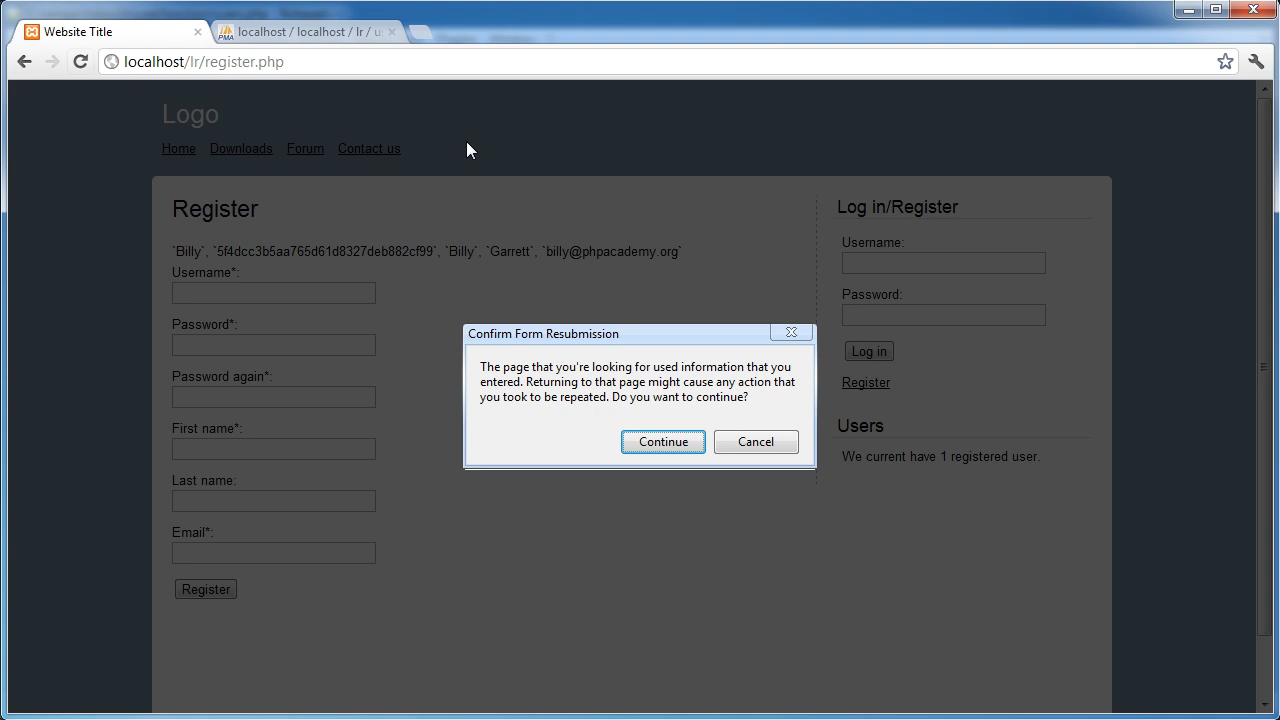 Website Title
localhost / localhost / lr / u
localhost/lr/register.php
Logo
Home Downloads Forum Contact us
Register
`Billy`, `5f4dcc3b5aa765d61d8327deb882cf99`, `Billy`, `Garrett`, `billy@phpacademy.org`
Username*:
Password*:
Password again*:
First name*:
Last name:
Email*:
Register
Log in/Register
Username:
Password:
Log in
Register
Users
We current have 1 registered user.
Confirm Form Resubmission
The page that you're looking for used information that you
entered. Returning to that page might cause any action that
you took to be repeated. Do you want to continue?
Continue Cancel